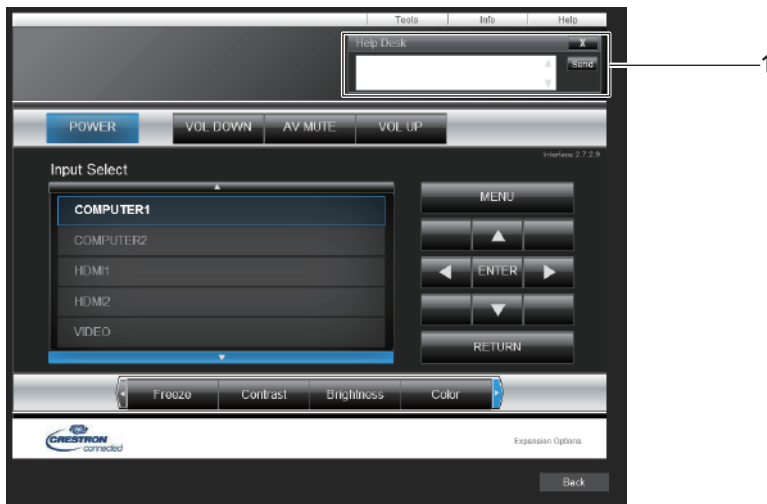 Tools Info Help
Help Desk X
Send
1
POWER VOL DOWN AV MUTE VOL UP
Interface 2.7.2.9
Input Select
MENU
COMPUTER1
COMPUTER2
HDMI1
ENTER
HDMI2
VIDEO
RETURN
Freeze Contrast Brightness Color
CRESTRON
connected
Expansion Options
Back